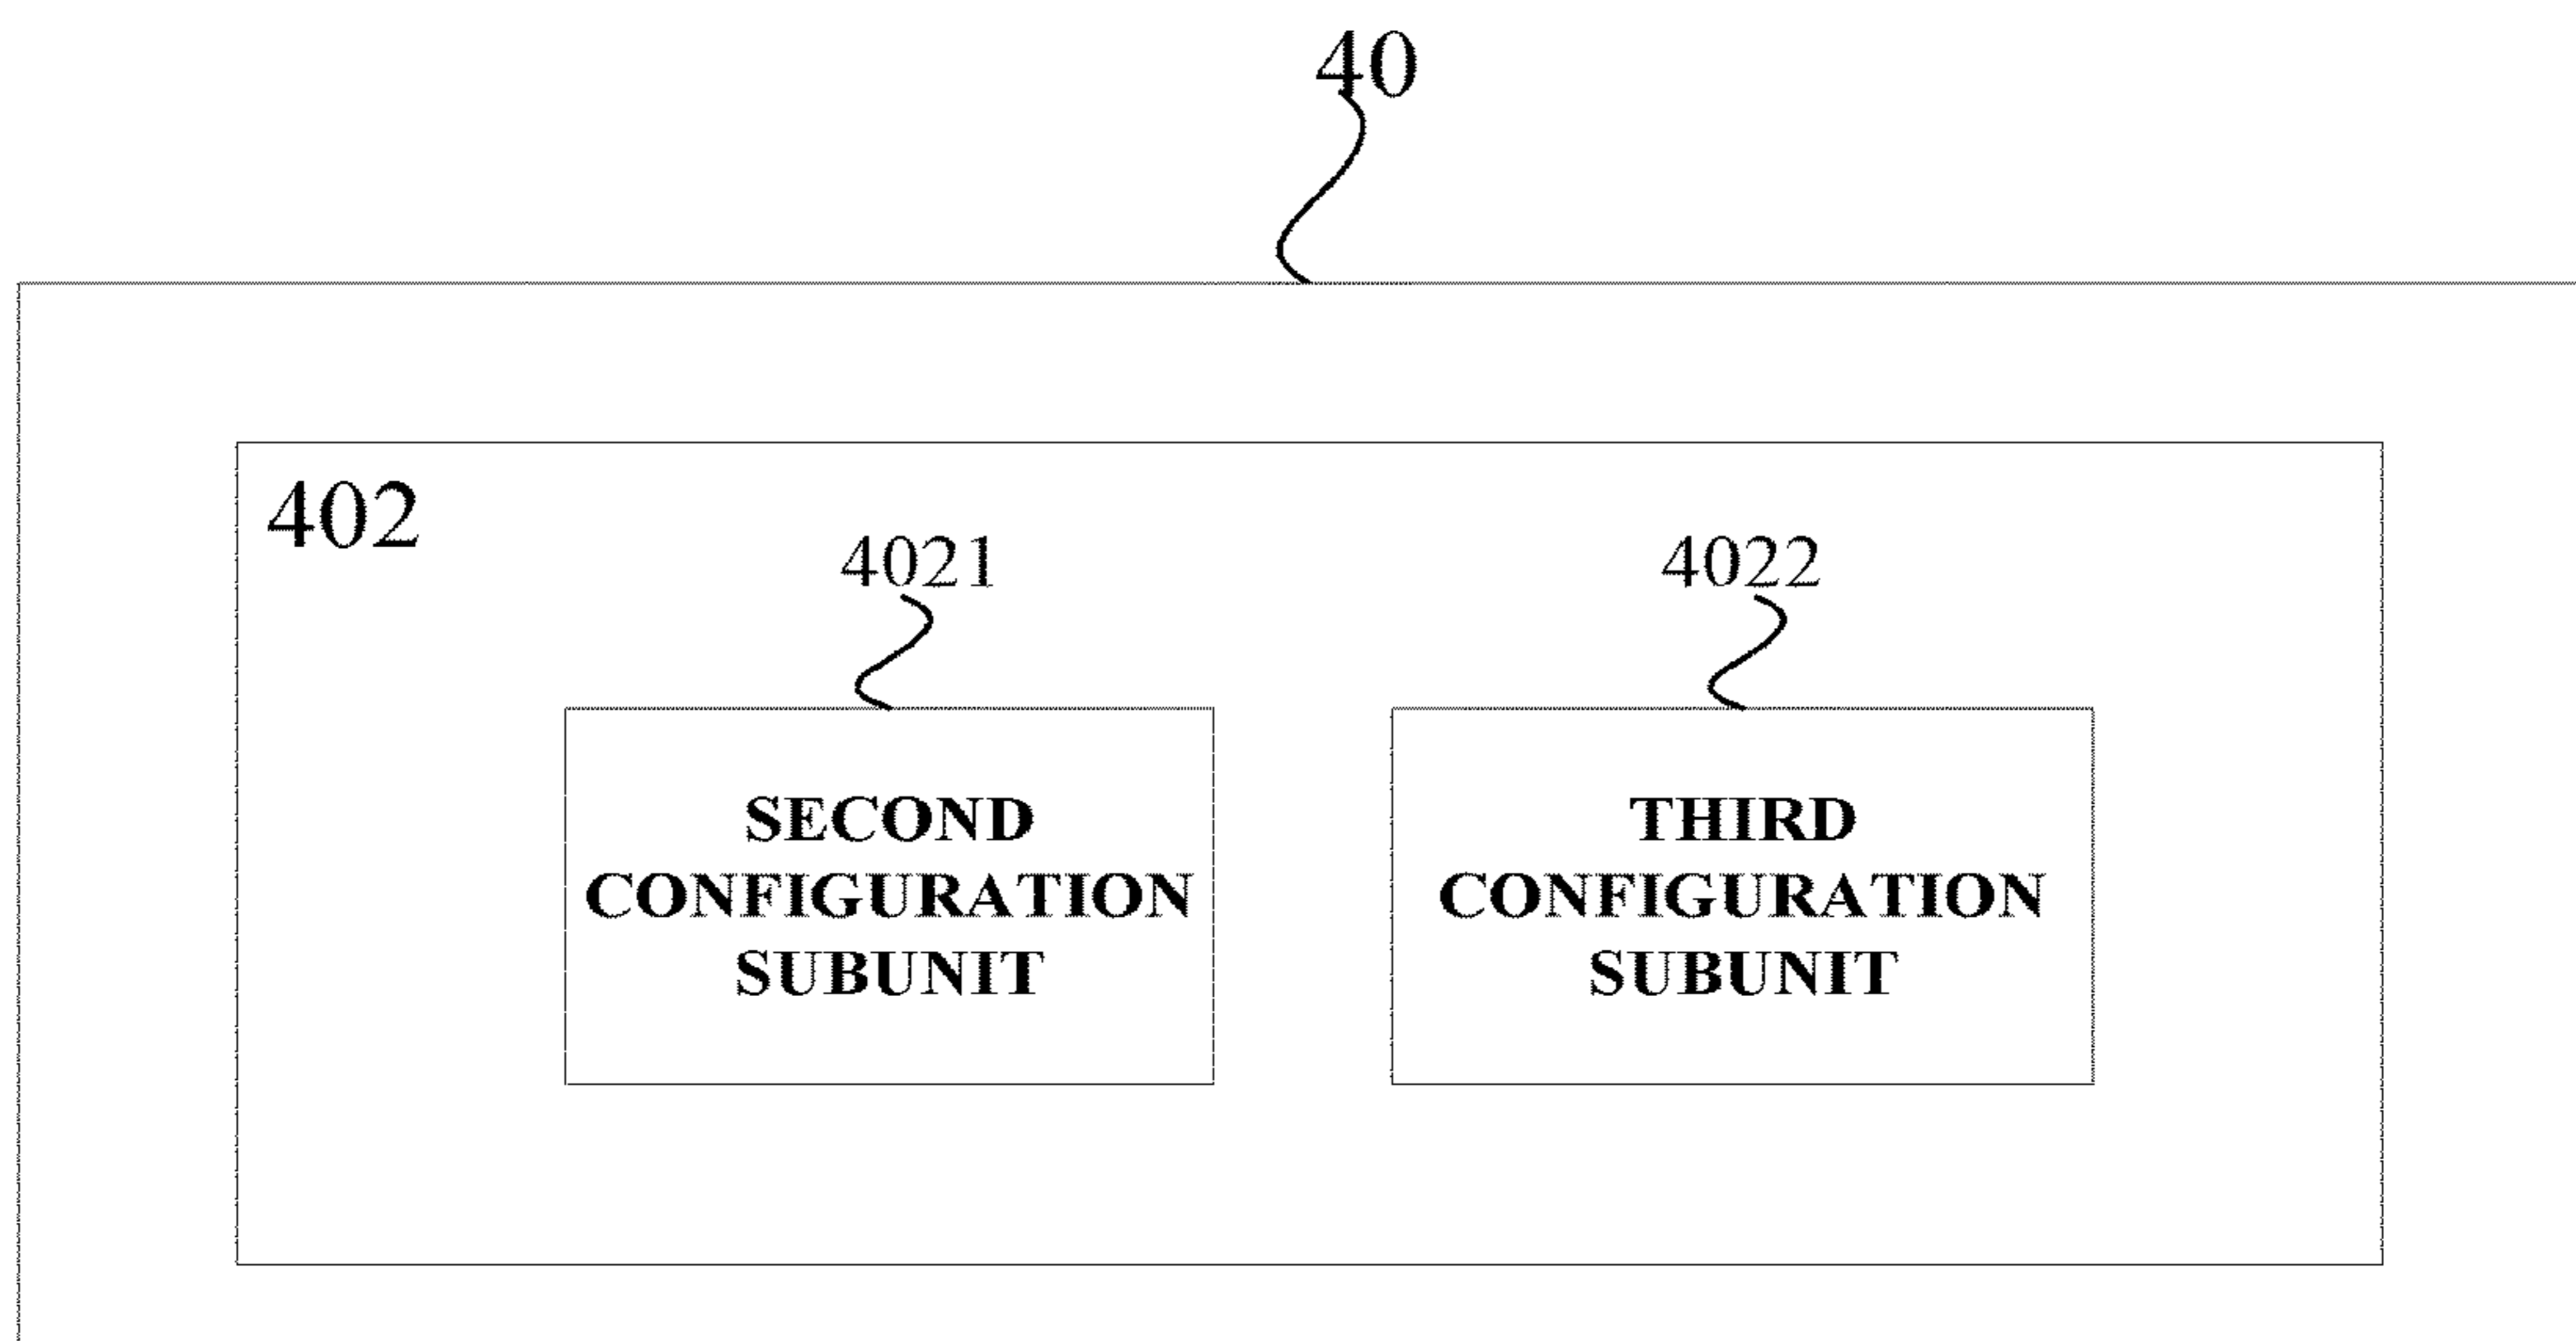 40
402
4021
4022
SECOND
CONFIGURATION
SUBUNIT
THIRD
CONFIGURATION
SUBUNIT